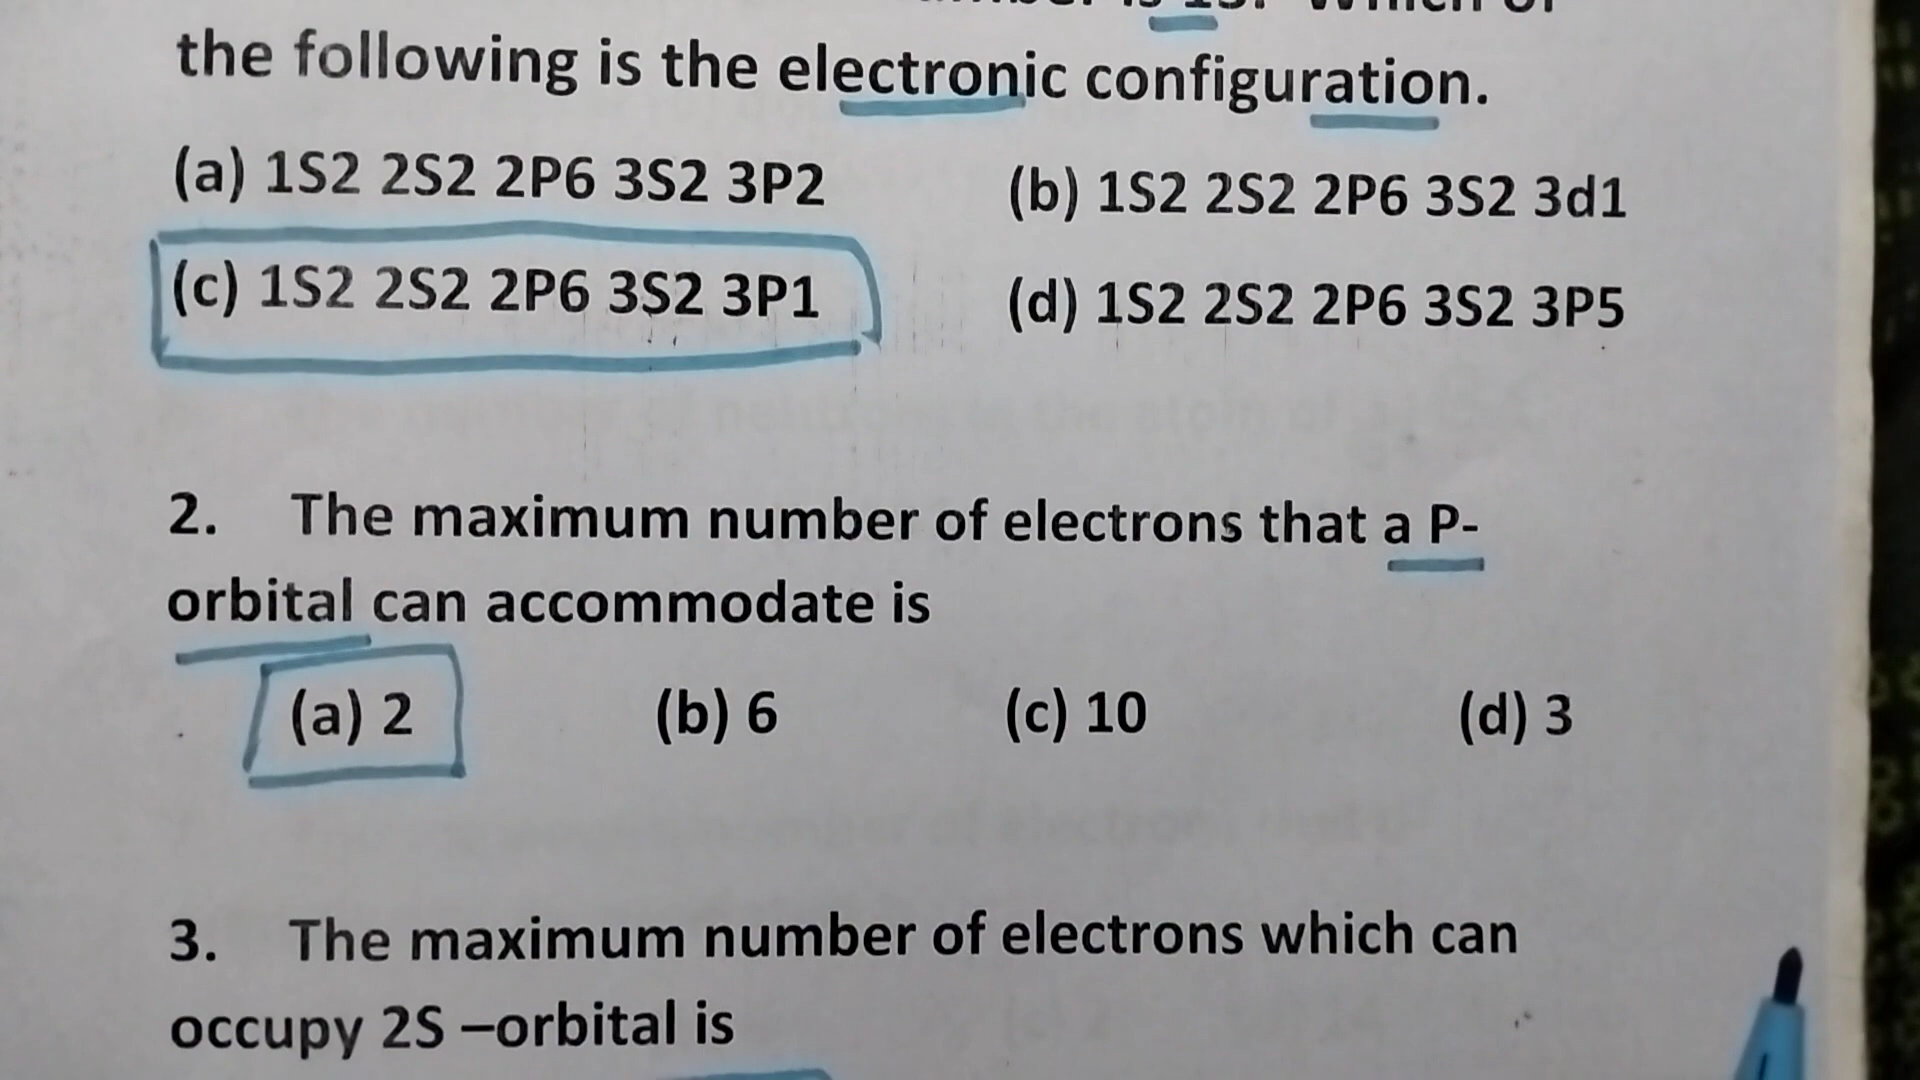 the following is the electronic configuration.
(a) 1S2 2S2 2P6 3S2 3P2 (b) 1S2 2S2 2P6 3S2 3d1
(c) 1S2 2S2 2P6 3S2 3P1 (d) 1S2 2S2 2P6 3S2 3P5
2. The maximum number of electrons that a P-
orbital can accommodate is
(a) 2 (b) 6 (c) 10 (d) 3
3. The maximum number of electrons which can
occupy 2S –orbital is